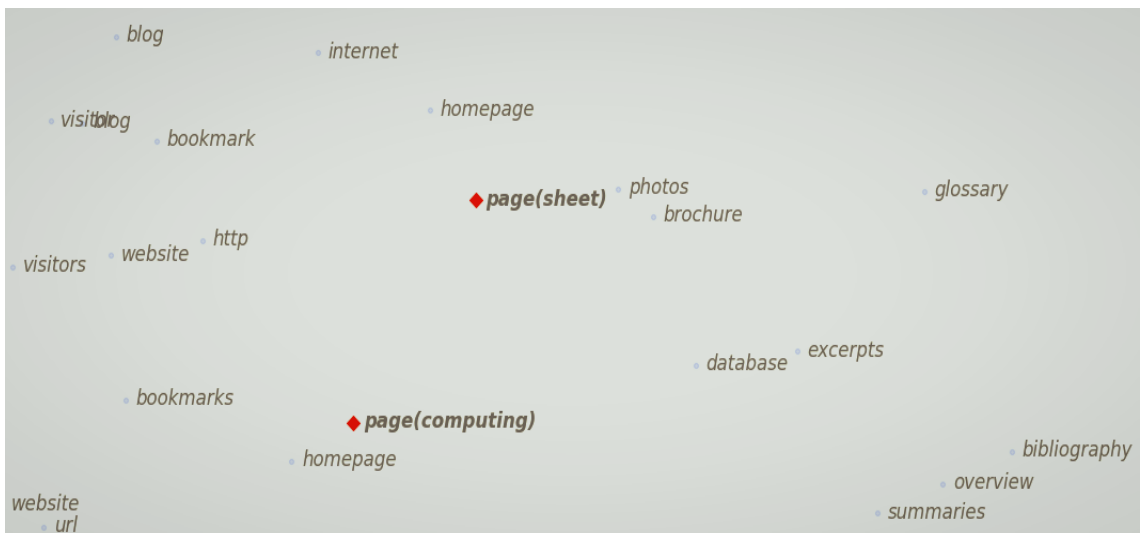 blog
internet
homepage
visitor
blog
bookmark
photos
page(sheet)
glossary
brochure
http
website
visitors
excerpts
database
bookmarks
page(computing)
bibliography
homepage
overview
website
summaries
url